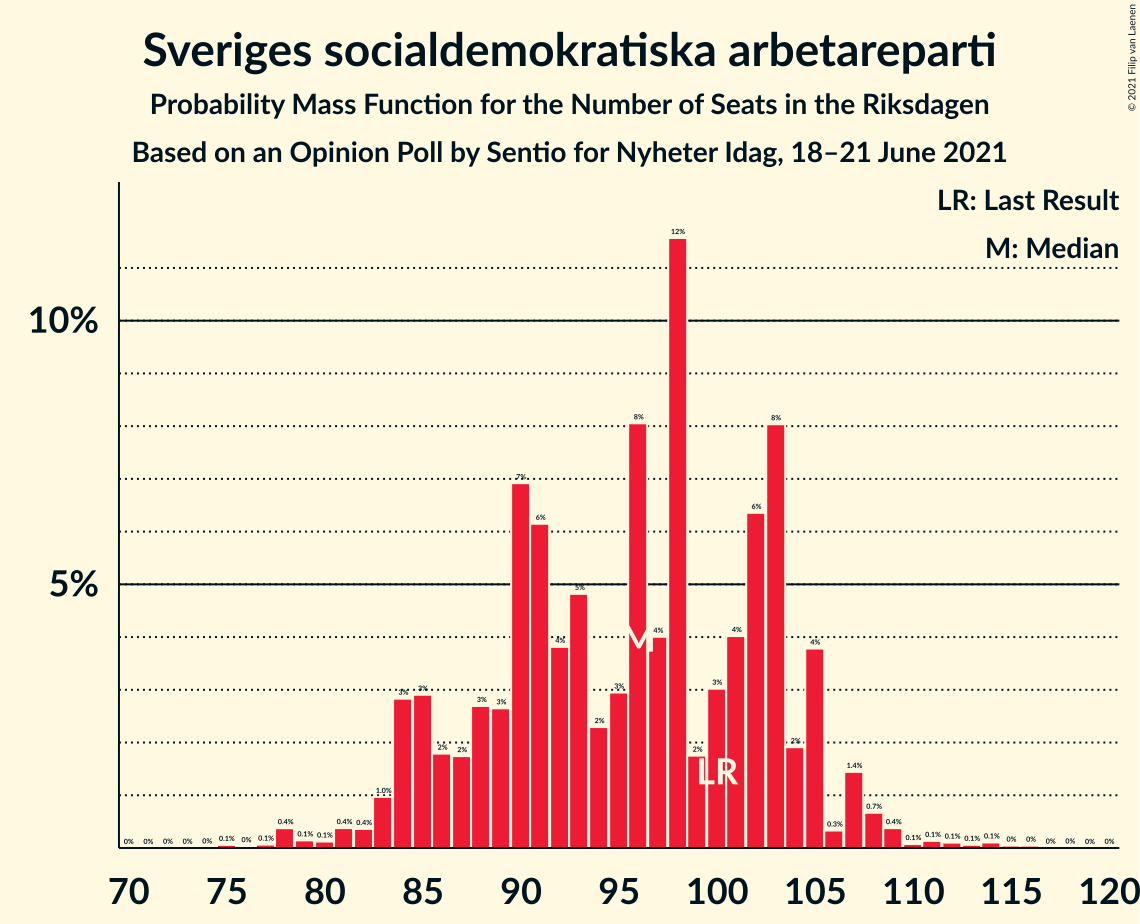 Sveriges socialdemokratiska arbetareparti
Probability Mass Function for the Number of Seats in the Riksdagen
Based on an Opinion Poll by Sentio for Nyheter Idag, 18–21 June 2021
© 2021 Filip van Laenen
LR: Last Result
M: Median
10%
5%
0% 0% 0% 0% 0% 0.1% 0% 0.1% 0.4% 0.1% 0.1% 0.4% 0.4% 1.0% 3% 3% 2% 2% 3% 3% 7% 6% 4% 5% 2% 3% 8% 4% 12% 2% 3% 4% 6% 8% 2% 4% 0.3% 1.4% 0.7% 0.4% 0.1% 0.1% 0.1% 0.1% 0.1% 0% 0% 0% 0% 0% 0%
M
LR
70 75 80 85 90 95 100 105 110 115 120